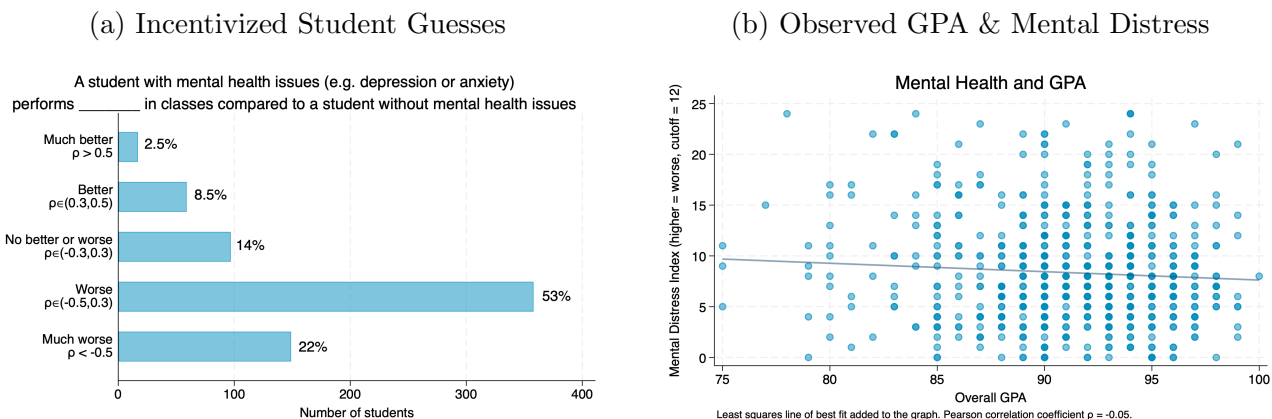 (a) Incentivized Student Guesses
A student with mental health issues (e.g. depression or anxiety)
performs ________ in classes compared to a student without mental health issues
Much better
ρ > 0.5
2.5%
Better
ρ∈(0.3,0.5)
8.5%
No better or worse
ρ∈(-0.3,0.3)
14%
Worse
ρ∈(-0.5,0.3)
53%
Much worse
ρ < -0.5
22%
0 100 200 300 400
Number of students
(b) Observed GPA & Mental Distress
Mental Health and GPA
Mental Distress Index (higher = worse, cutoff = 12)
25
20
15
10
5
0
75 80 85 90 95 100
Overall GPA
Least squares line of best fit added to the graph. Pearson correlation coefficient ρ = -0.05.